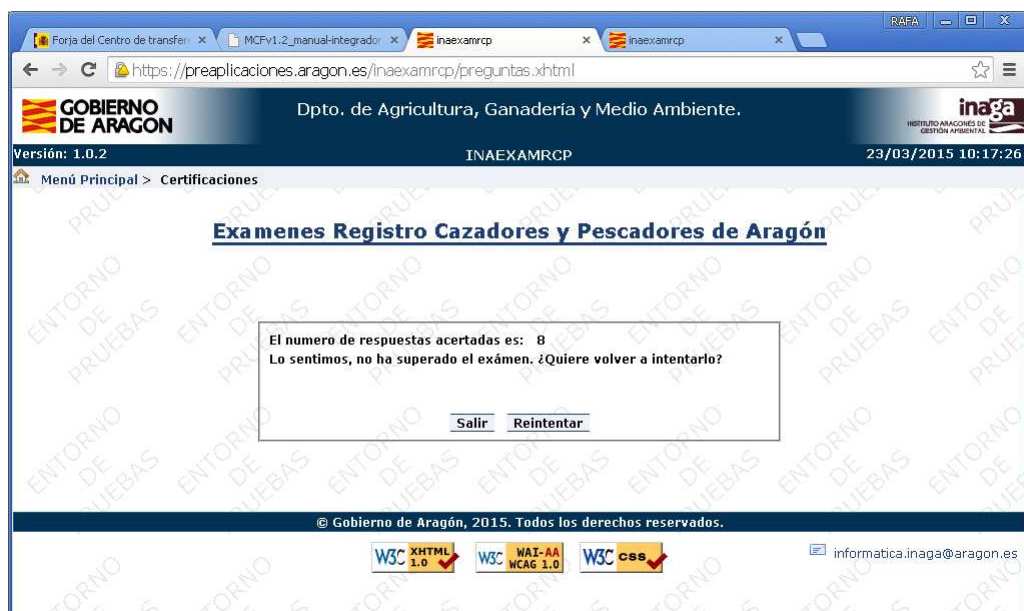 RAFA
Forja del Centro de transfer
MCFv1.2_manual-integrador
inaexamrcp
inaexamrcp
https://preaplicaciones.aragon.es/inaexamrcp/preguntas.xhtml
GOBIERNO
DE ARAGON
Dpto. de Agricultura, Ganadería y Medio Ambiente.
inaga
INSTITUTO ARAGONÉS DE
GESTIÓN AMBIENTAL
Versión: 1.0.2
INAEXAMRCP
23/03/2015 10:17:26
Menú Principal > Certificaciones
Examenes Registro Cazadores y Pescadores de Aragón
El numero de respuestas acertadas es: 8
Lo sentimos, no ha superado el exámen. ¿Quiere volver a intentarlo?
Salir Reintentar
ENTORNO
DE
PRUEBAS
© Gobierno de Aragón, 2015. Todos los derechos reservados.
W3C XHTML 1.0
W3C WAI-AA WCAG 1.0
W3C css
informatica.inaga@aragon.es